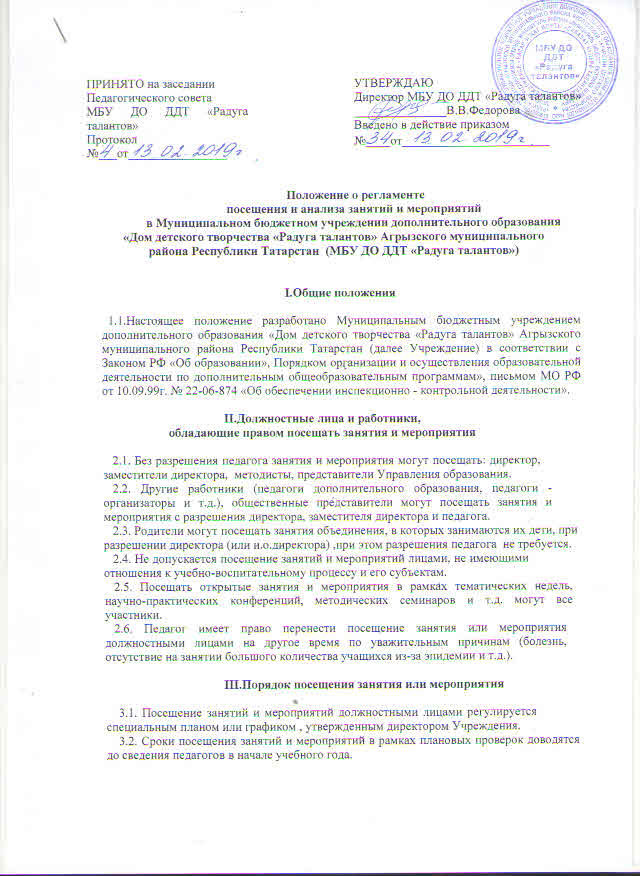 МБУ ДО
ДДТ
«Радуга
талантов»
ПРИНЯТО на заседании
Педагогического совета
МБУ ДО ДДТ «Радуга
талантов»
Протокол
№ 4 от 13 02 2019г
УТВЕРЖДАЮ
Директор МБУ ДО ДДТ «Радуга талантов»
В.В.Федорова
Введено в действие приказом
№ 34 от 13.02.2019г.
Положение о регламенте
посещения и анализа занятий и мероприятий
в Муниципальном бюджетном учреждении дополнительного образования
«Дом детского творчества «Радуга талантов» Агрызского муниципального
района Республики Татарстан (МБУ ДО ДДТ «Радуга талантов»)
I.Общие положения
1.1.Настоящее положение разработано Муниципальным бюджетным учреждением
дополнительного образования «Дом детского творчества «Радуга талантов» Агрызского
муниципального района Республики Татарстан (далее Учреждение) в соответствии с
Законом РФ «Об образовании», Порядком организации и осуществления образовательной
деятельности по дополнительным общеобразовательным программам», письмом МО РФ
от 10.09.99г. № 22-06-874 «Об обеспечении инспекционно - контрольной деятельности».
II.Должностные лица и работники,
обладающие правом посещать занятия и мероприятия
2.1. Без разрешения педагога занятия и мероприятия могут посещать: директор,
заместители директора, методисты, представители Управления образования.
2.2. Другие работники (педагоги дополнительного образования, педагоги -
организаторы и т.д.), общественные представители могут посещать занятия и
мероприятия с разрешения директора, заместителя директора и педагога.
2.3. Родители могут посещать занятия объединения, в которых занимаются их дети, при
разрешении директора (или и.о.директора) ,при этом разрешения педагога не требуется.
2.4. Не допускается посещение занятий и мероприятий лицами, не имеющими
отношения к учебно-воспитательному процессу и его субъектам.
2.5. Посещать открытые занятия и мероприятия в рамках тематических недель,
научно-практических конференций, методических семинаров и т.д. могут все
участники.
2.6. Педагог имеет право перенести посещение занятия или мероприятия
должностными лицами на другое время по уважительным причинам (болезнь,
отсутствие на занятии большого количества учащихся из-за эпидемии и т.д.).
III.Порядок посещения занятия или мероприятия
3.1. Посещение занятий и мероприятий должностными лицами регулируется
специальным планом или графиком , утвержденным директором Учреждения.
3.2. Сроки посещения занятий и мероприятий в рамках плановых проверок доводятся
до сведения педагогов в начале учебного года.